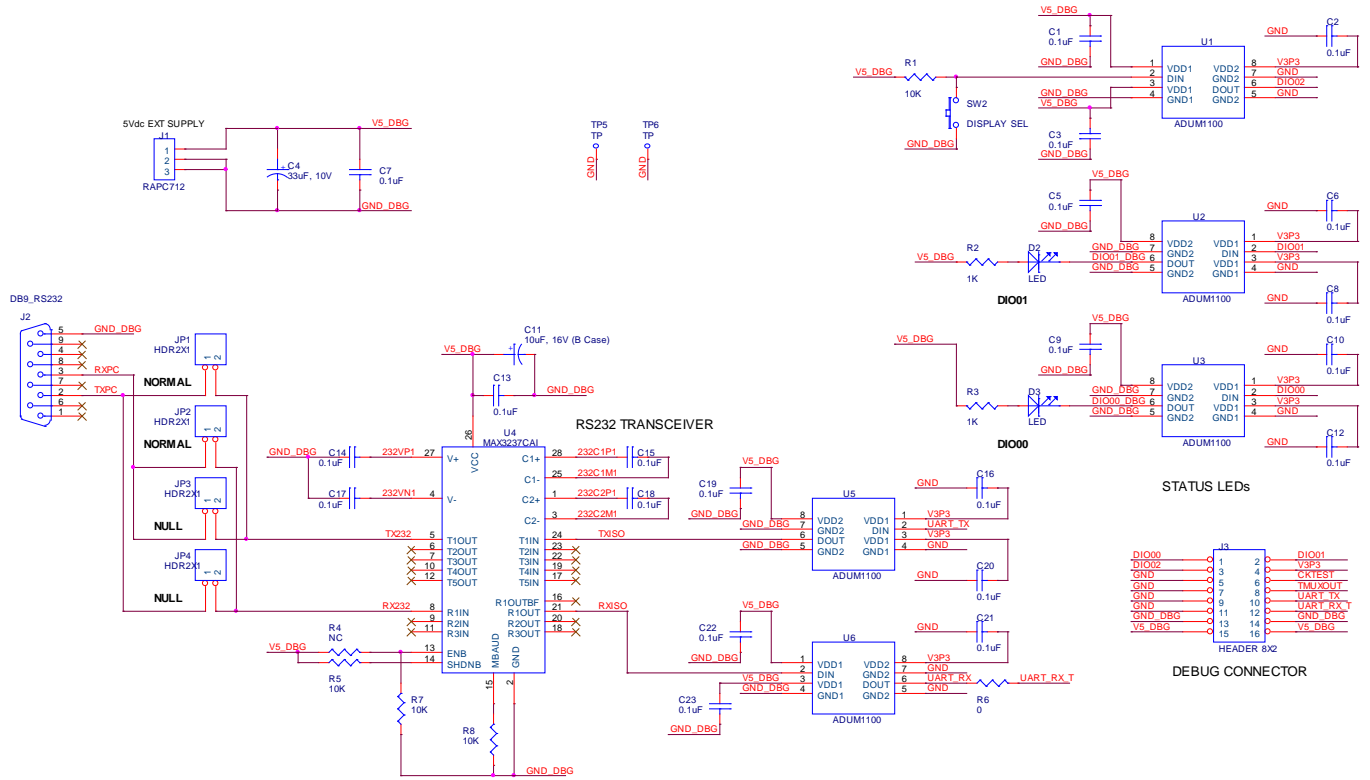 5Vdc EXT SUPPLY
J1
1
2
3
RAPC712
V5_DBG
C4
33uF, 10V
C7
0.1uF
GND_DBG
TP5
TP
GND
TP6
TP
GND
V5_DBG
C1
0.1uF
GND_DBG
V5_DBG
R1
10K
SW2
DISPLAY SEL
GND_DBG
GND_DBG
V5_DBG
C3
0.1uF
GND_DBG
U1
1 VDD1 VDD2 8 V3P3
2 DIN GND2 7 GND
3 VDD1 DOUT 6 DIO02
4 GND1 GND2 5 GND
ADUM1100
GND
C2
0.1uF
V5_DBG
C5
0.1uF
GND_DBG
U2
8 VDD2 VDD1 1 V3P3
GND_DBG 7 GND2 DIN 2 DIO01
DIO01_DBG 6 DOUT VDD1 3 V3P3
GND_DBG 5 GND2 GND1 4 GND
ADUM1100
GND
C6
0.1uF
V5_DBG
R2
1K
D2
LED
DIO01
GND
C8
0.1uF
V5_DBG
V5_DBG
C9
0.1uF
GND_DBG
U3
8 VDD2 VDD1 1 V3P3
GND_DBG 7 GND2 DIN 2 DIO00
DIO00_DBG 6 DOUT VDD1 3 V3P3
GND_DBG 5 GND2 GND1 4 GND
ADUM1100
GND
C10
0.1uF
R3
1K
D3
LED
DIO00
GND
C12
0.1uF
STATUS LEDs
DB9_RS232
J2
5 GND_DBG
9
4
8
3 RXPC
7
2 TXPC
6
1
JP1
HDR2X1
1 2
NORMAL
JP2
HDR2X1
1 2
NORMAL
JP3
HDR2X1
1 2
NULL
JP4
HDR2X1
1 2
NULL
V5_DBG
C11
10uF, 16V (B Case)
C13
0.1uF
GND_DBG
RS232 TRANSCEIVER
U4
MAX3237CAI
26
VCC
GND_DBG
C14
0.1uF
232VP1 27 V+
C17
0.1uF
232VN1 4 V-
C1+ 28 232C1P1
C15
0.1uF
C1- 25 232C1M1
C2+ 1 232C2P1
C18
0.1uF
C2- 3 232C2M1
TX232 5 T1OUT T1IN 24 TXISO
6 T2OUT T2IN 23
7 T3OUT T3IN 22
10 T4OUT T4IN 19
12 T5OUT T5IN 17
R1OUTBF 16
RX232 8 R1IN R1OUT 21 RXISO
9 R2IN R2OUT 20
11 R3IN R3OUT 18
13 ENB
14 SHDNB
MBAUD
15
GND
2
R4
NC
V5_DBG
R5
10K
R7
10K
R8
10K
GND_DBG
V5_DBG
C19
0.1uF
GND_DBG
U5
8 VDD2 VDD1 1 V3P3
GND_DBG 7 GND2 DIN 2 UART_TX
6 DOUT VDD1 3 V3P3
GND_DBG 5 GND2 GND1 4 GND
ADUM1100
GND
C16
0.1uF
GND
C20
0.1uF
V5_DBG
C22
0.1uF
GND_DBG
U6
1 VDD1 VDD2 8 V3P3
2 DIN GND2 7 GND
V5_DBG 3 VDD1 DOUT 6 UART_RX
GND_DBG 4 GND1 GND2 5 GND
ADUM1100
GND
C21
0.1uF
C23
0.1uF
GND_DBG
UART_RX_T
R6
0
J3
DIO00 1 2 DIO01
DIO02 3 4 V3P3
GND 5 6 CKTEST
GND 7 8 TMUXOUT
GND 9 10 UART_TX
GND 11 12 UART_RX_T
GND_DBG 13 14 GND_DBG
V5_DBG 15 16 V5_DBG
HEADER 8X2
DEBUG CONNECTOR